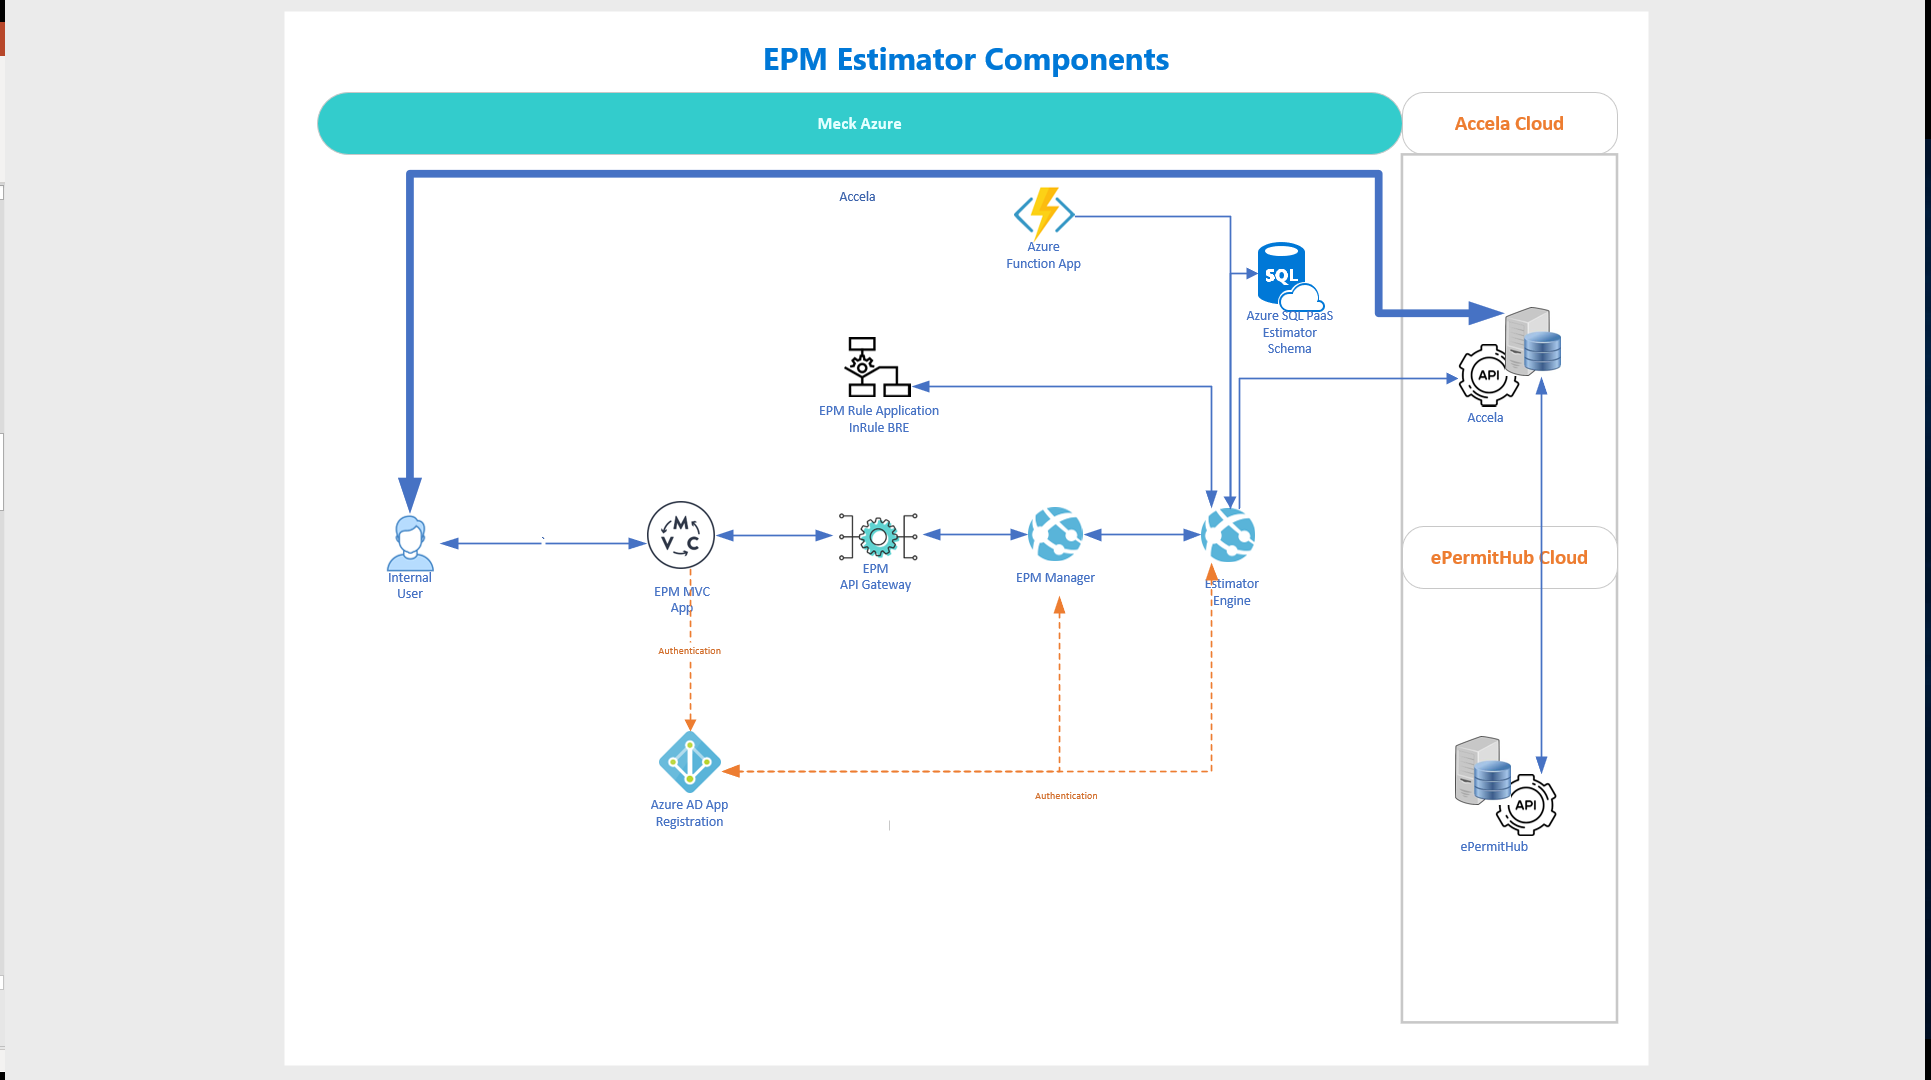 EPM Estimator Components
Meck Azure
Accela Cloud
Accela
Azure
Function App
SQL
Azure SQL PaaS
Estimator
Schema
API
Accela
EPM Rule Application
InRule BRE
M
V C
Internal
User
EPM MVC
App
EPM
API Gateway
EPM Manager
Estimator
Engine
ePermitHub Cloud
Authentication
Azure AD App
Registration
Authentication
API
ePermitHub